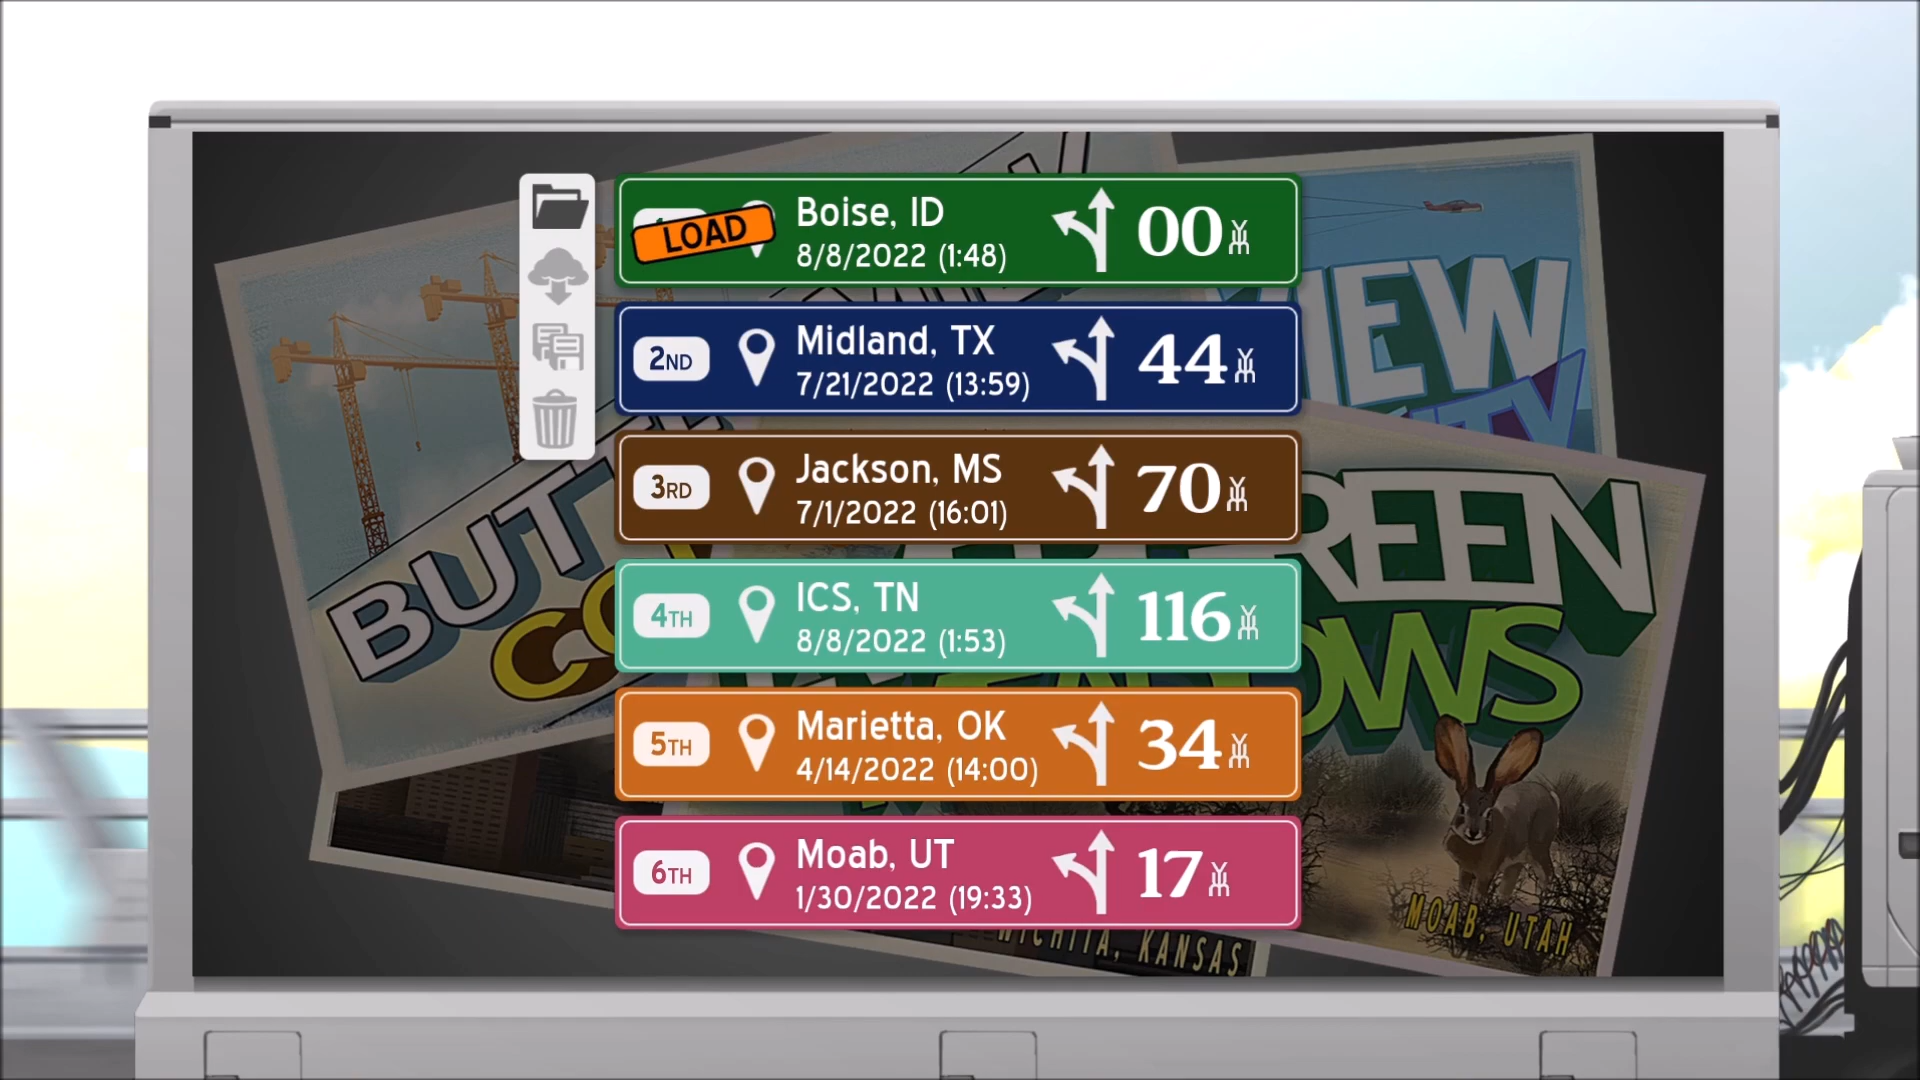 LOAD
Boise, ID
8/8/2022 (1:48)
00
2ND
Midland, TX
7/21/2022 (13:59)
44
3RD
Jackson, MS
7/1/2022 (16:01)
70
4TH
ICS, TN
8/8/2022 (1:53)
116
5TH
Marietta, OK
4/14/2022 (14:00)
34
6TH
Moab, UT
1/30/2022 (19:33)
17
MOAB, UTAH
WICHITA, KANSAS